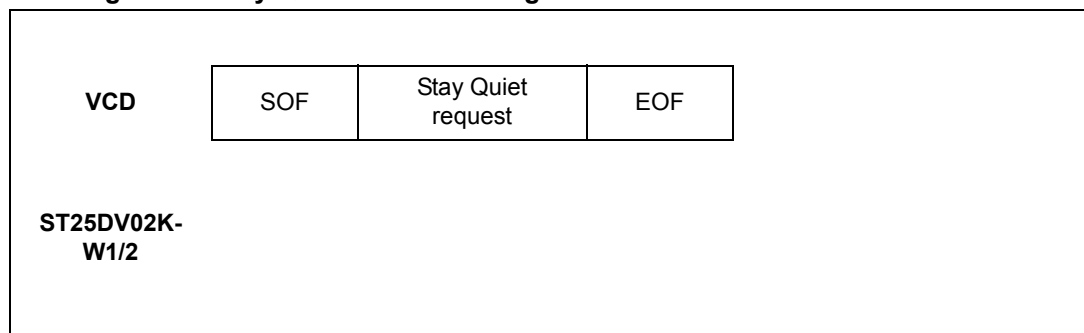 VCD
SOF
Stay Quiet
request
EOF
ST25DV02K-
W1/2